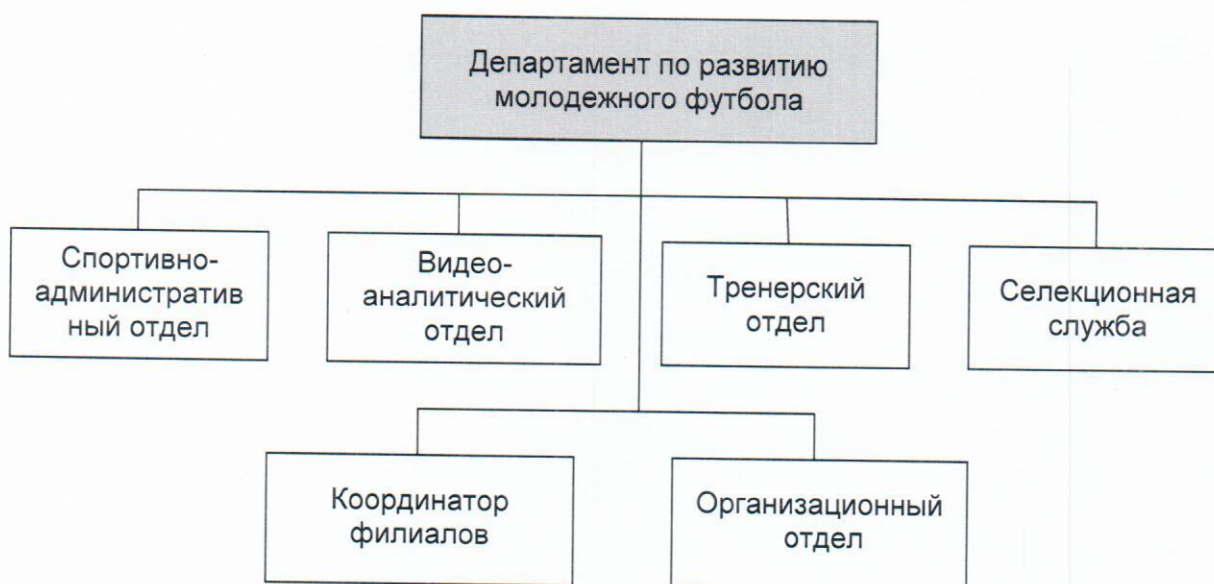 Департамент по развитию
молодежного футбола
Спортивно-
административ
ный отдел
Видео-
аналитический
отдел
Тренерский
отдел
Селекционная
служба
Координатор
филиалов
Организационный
отдел